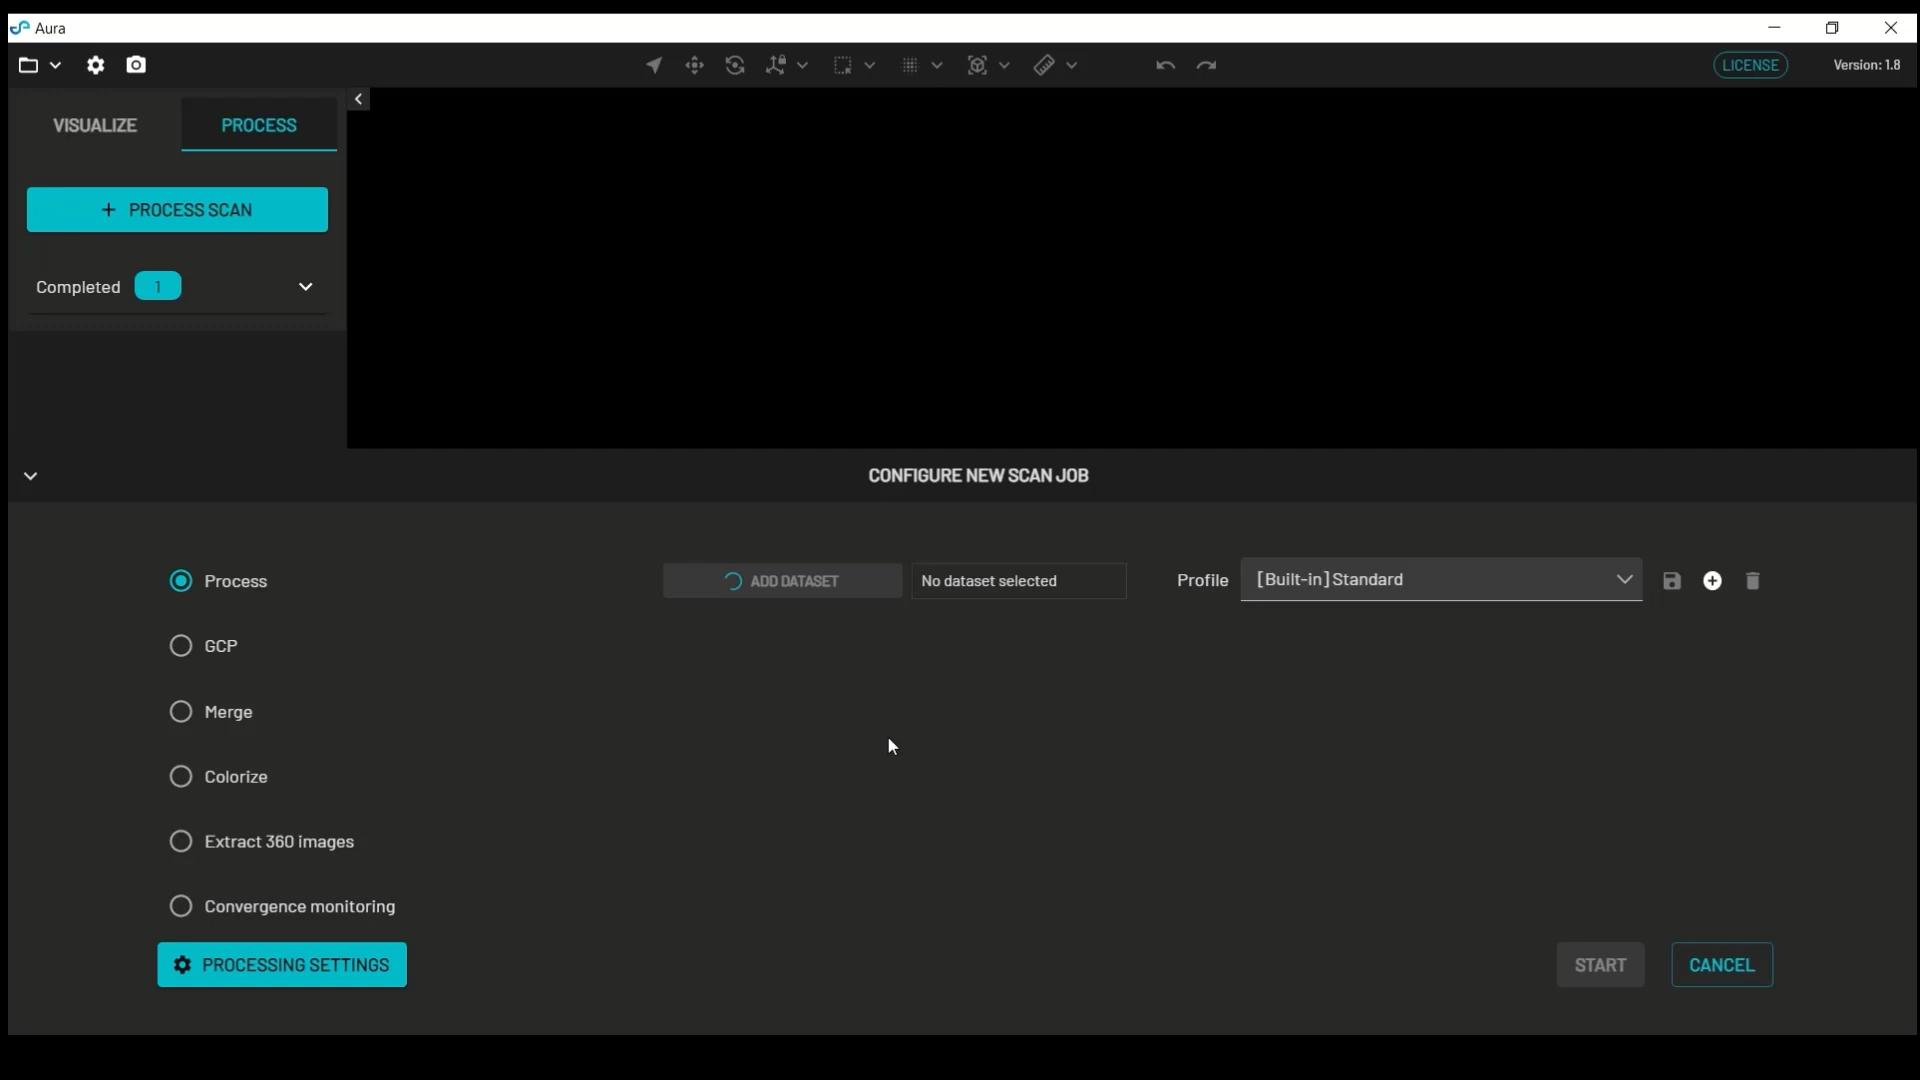 Aura
LICENSE
Version: 1.8
VISUALIZE
PROCESS
+ PROCESS SCAN
Completed 1
CONFIGURE NEW SCAN JOB
Process
ADD DATASET
No dataset selected
Profile
[Built-in] Standard
GCP
Merge
Colorize
Extract 360 images
Convergence monitoring
PROCESSING SETTINGS
START
CANCEL